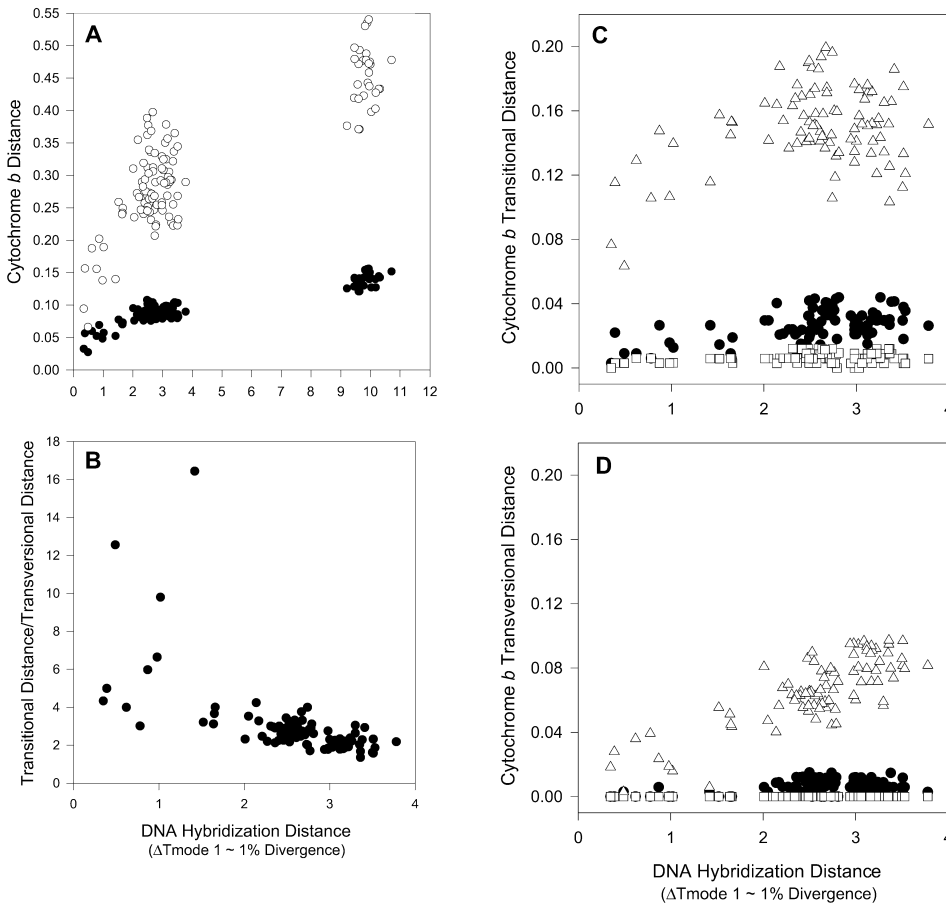 A
Cytochrome b Distance
0.55
0.50
0.45
0.40
0.35
0.30
0.25
0.20
0.15
0.10
0.05
0.00
0 1 2 3 4 5 6 7 8 9 10 11 12
B
Transitional Distance/Transversional Distance
18
16
14
12
10
8
6
4
2
0
0 1 2 3 4
DNA Hybridization Distance
(ΔTmode 1 ~ 1% Divergence)
C
Cytochrome b Transitional Distance
0.20
0.16
0.12
0.08
0.04
0.00
0 1 2 3 4
D
Cytochrome b Transversional Distance
0.20
0.16
0.12
0.08
0.04
0.00
0 1 2 3 4
DNA Hybridization Distance
(ΔTmode 1 ~ 1% Divergence)